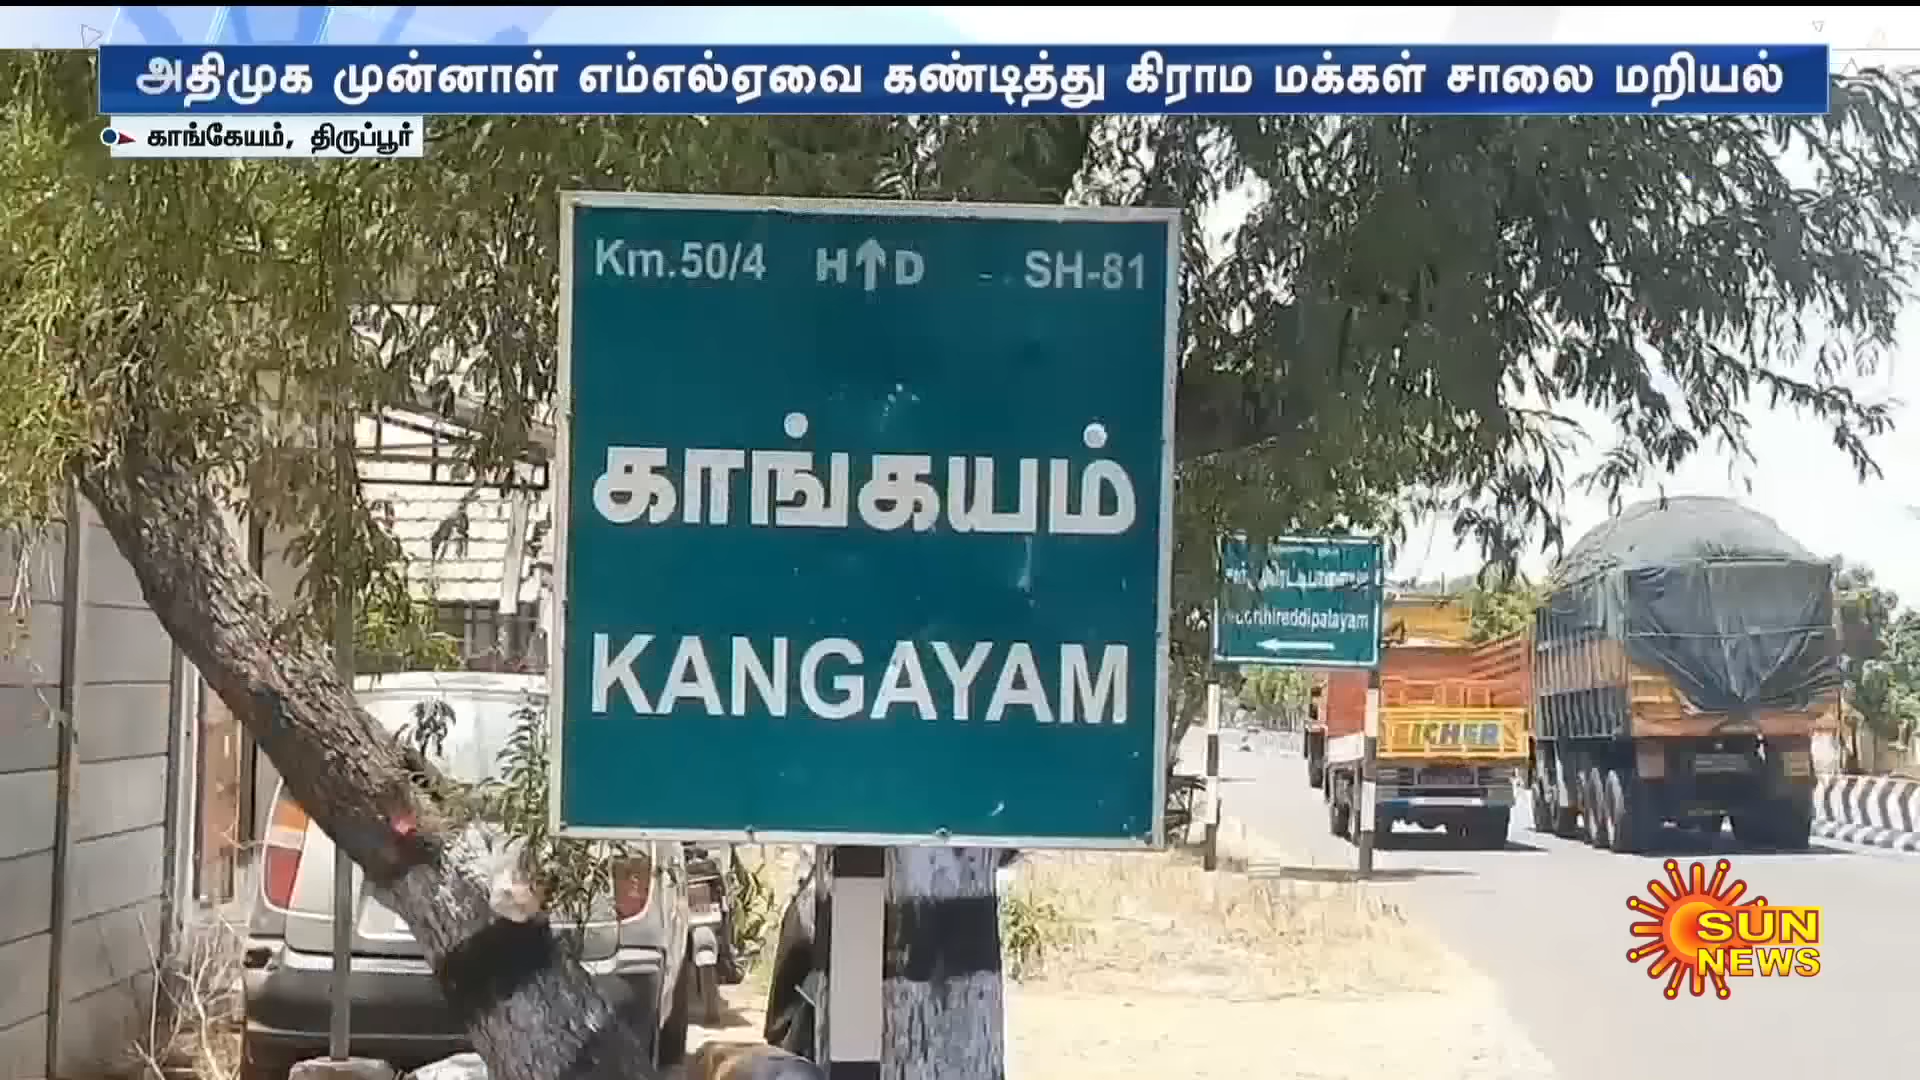 அதிமுக முன்னாள் எம்எல்ஏவை கண்டித்து கிராம மக்கள் சாலை மறியல்
காங்கேயம், திருப்பூர்
Km.50/4 H↑D SH-81
காங்கயம்
KANGAYAM
EICHER
SUN
NEWS